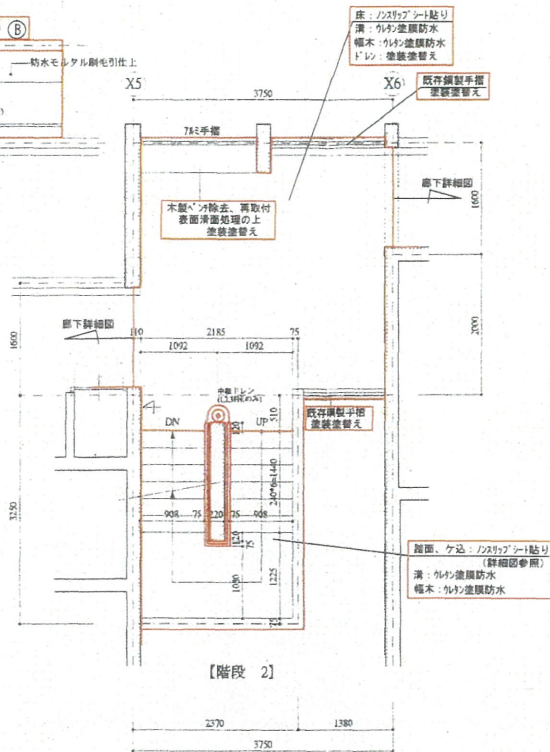 B
防水モルタル刷毛引仕上
床：ノンスリップシート貼り
溝：ウレタン塗膜防水
幅木：ウレタン塗膜防水
ドレン：塗装塗替え
X5
3750
X6
既存鋼製手摺
塗装塗替え
アルミ手摺
廊下詳細図
1600
木製ベンチ除去、再取付
表面清面処理の上
塗装塗替え
2000
廊下詳細図
110
2185
75
1092
1092
1600
中継ドレン
510
既存鋼製手摺
塗装塗替え
DN
UP
120
240*6=1440
3250
908
75
220
75
908
120
75
1225
1050
75
踏面、ケ込：ノンスリップシート貼り
(詳細図参照)
溝：ウレタン塗膜防水
幅木：ウレタン塗膜防水
【階段 2】
2370
1380
3750